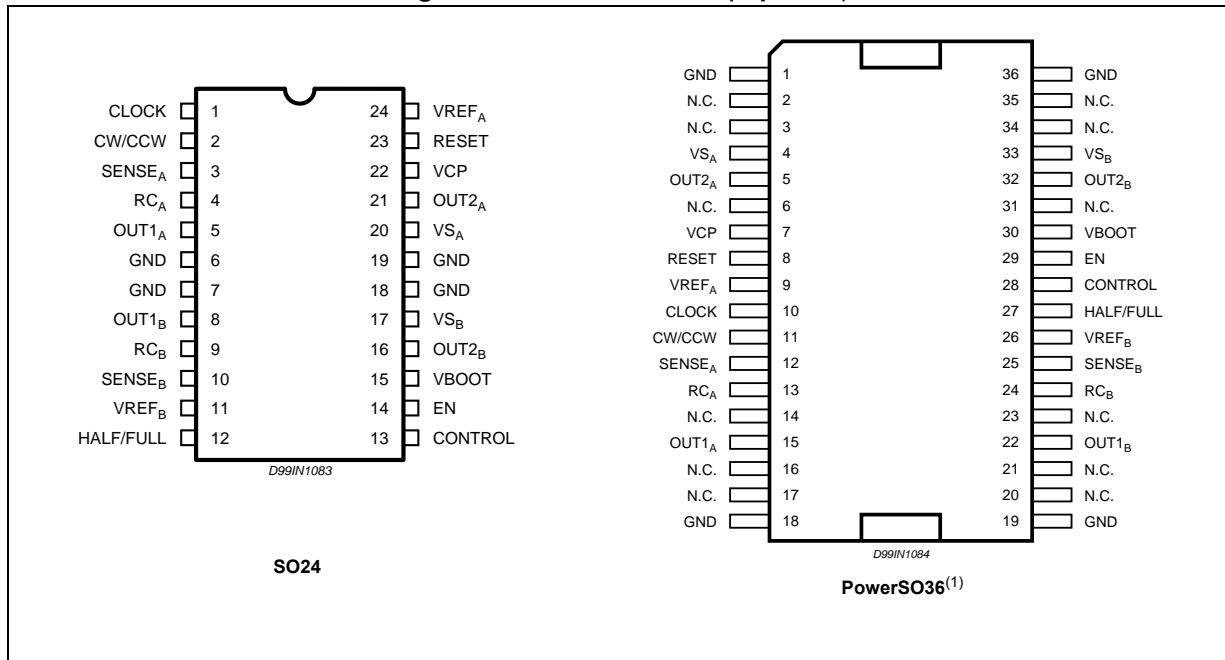 CLOCK 1 24 VREFA
CW/CCW 2 23 RESET
SENSEA 3 22 VCP
RCA 4 21 OUT2A
OUT1A 5 20 VSA
GND 6 19 GND
GND 7 18 GND
OUT1B 8 17 VSB
RCB 9 16 OUT2B
SENSEB 10 15 VBOOT
VREFB 11 14 EN
HALF/FULL 12 13 CONTROL
D99IN1083
SO24
GND 1 36 GND
N.C. 2 35 N.C.
N.C. 3 34 N.C.
VSA 4 33 VSB
OUT2A 5 32 OUT2B
N.C. 6 31 N.C.
VCP 7 30 VBOOT
RESET 8 29 EN
VREFA 9 28 CONTROL
CLOCK 10 27 HALF/FULL
CW/CCW 11 26 VREFB
SENSEA 12 25 SENSEB
RCA 13 24 RCB
N.C. 14 23 N.C.
OUT1A 15 22 OUT1B
N.C. 16 21 N.C.
N.C. 17 20 N.C.
GND 18 19 GND
D99IN1084
PowerSO36(1)